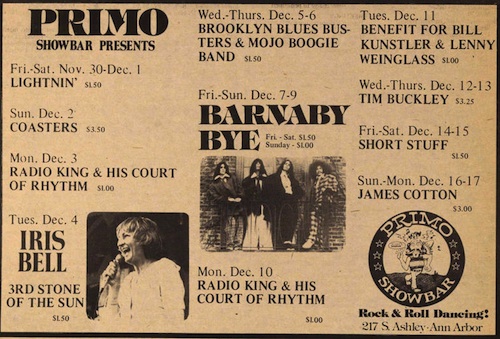 PRIMO
SHOWBAR PRESENTS
Fri.-Sat. Nov. 30-Dec. 1
LIGHTNIN' $1.50
Sun. Dec. 2
COASTERS $3.50
Mon. Dec. 3
RADIO KING & HIS COURT
OF RHYTHM $1.00
Tues. Dec. 4
IRIS
BELL
3RD STONE
OF THE SUN
$1.50
Wed.-Thurs. Dec. 5-6
BROOKLYN BLUES BUS-
TERS & MOJO BOOGIE
BAND $1.50
Fri.-Sun. Dec. 7-9
BARNABY
BYE Fri. - Sat. $1.50
Sunday - $1.00
Mon. Dec. 10
RADIO KING & HIS
COURT OF RHYTHM
$1.00
Tues. Dec. 11
BENEFIT FOR BILL
KUNSTLER & LENNY
WEINGLASS $1.00
Wed.-Thurs. Dec. 12-13
TIM BUCKLEY $3.25
Fri.-Sat. Dec. 14-15
SHORT STUFF
$1.50
Sun.-Mon. Dec. 16-17
JAMES COTTON
$3.00
PRIMO
SHOWBAR
Rock & Roll Dancing!
217 S. Ashley-Ann Arbor